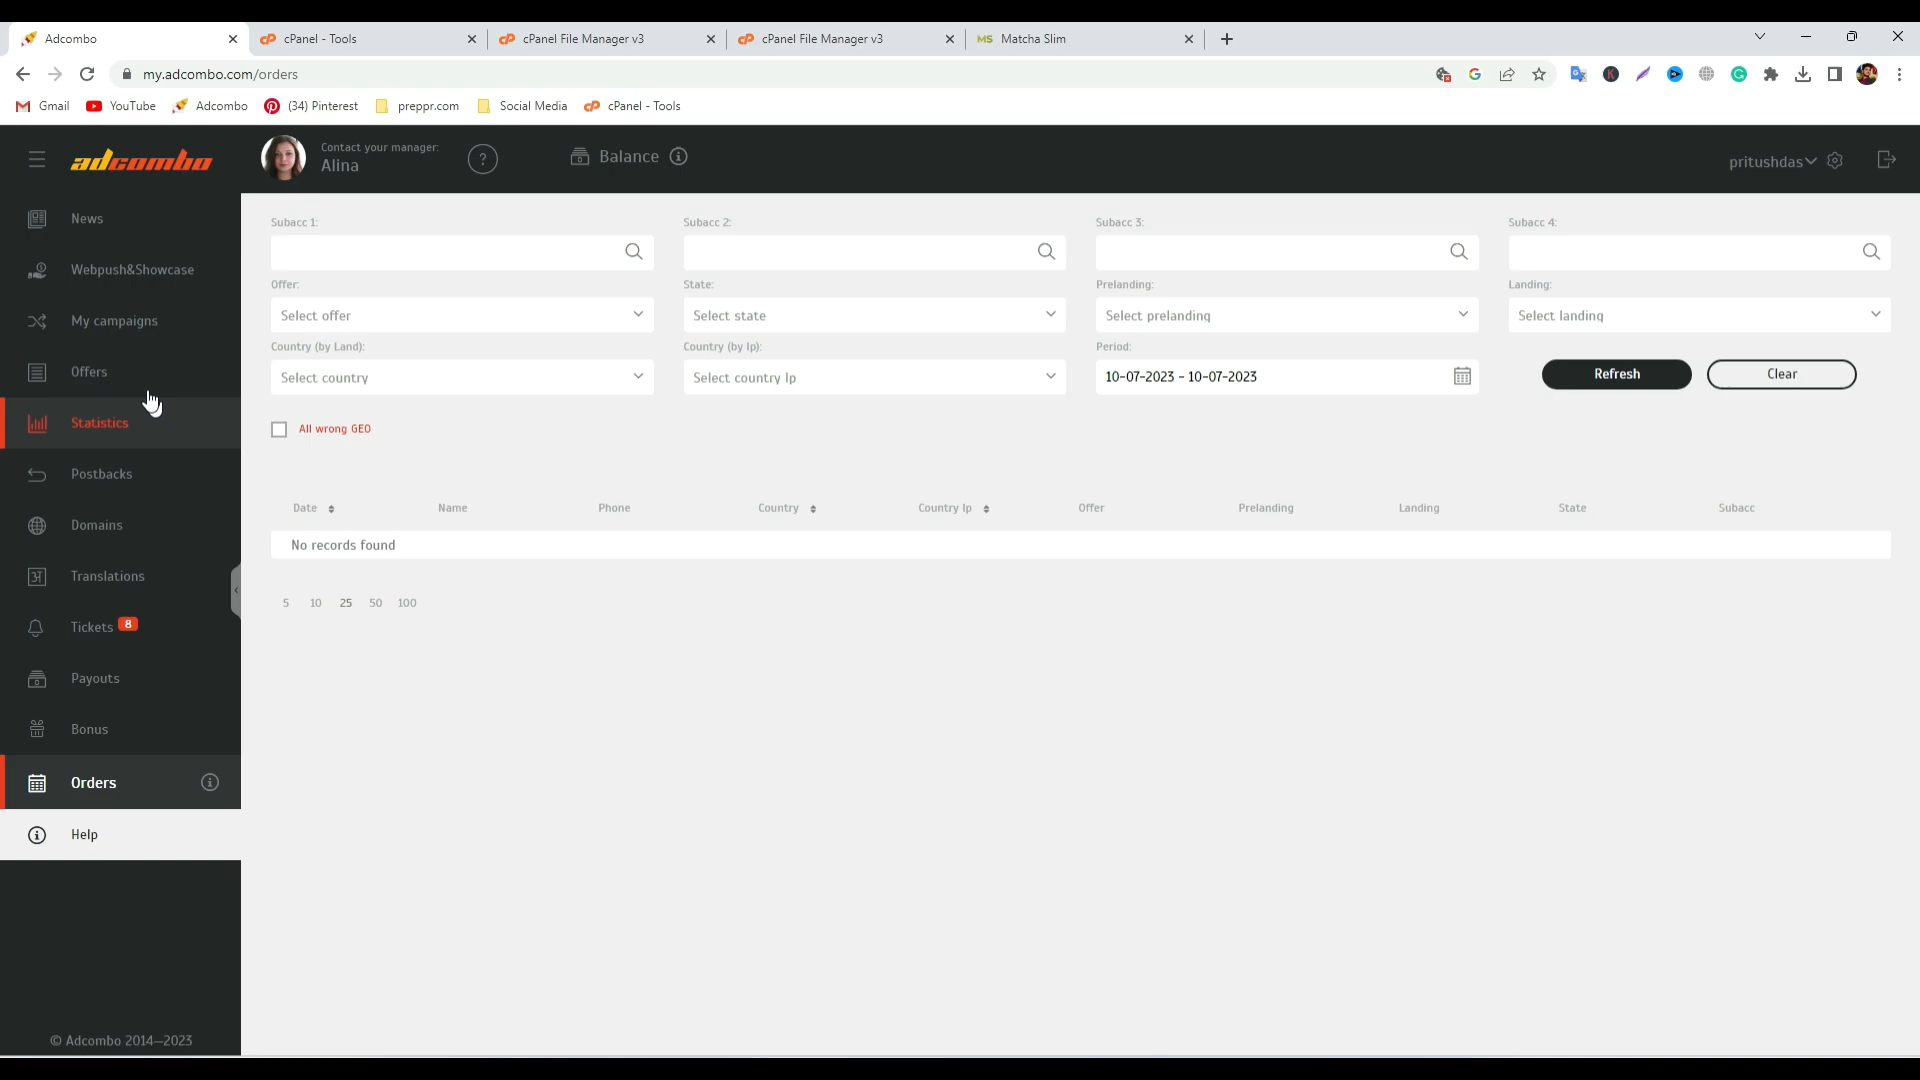 Adcombo
cPanel - Tools
cPanel File Manager v3
cPanel File Manager v3
MS Matcha Slim
my.adcombo.com/orders
Gmail
YouTube
Adcombo
(34) Pinterest
preppr.com
Social Media
cPanel - Tools
adcombo
Contact your manager:
Alina
?
Balance
pritushdas
News
Webpush&Showcase
My campaigns
Offers
Statistics
Postbacks
Domains
Translations
Tickets 8
Payouts
Bonus
Orders
Help
© Adcombo 2014—2023
Subacc 1:
Subacc 2:
Subacc 3:
Subacc 4:
Offer:
State:
Prelanding:
Landing:
Select offer
Select state
Select prelanding
Select landing
Country (by Land):
Country (by Ip):
Period:
Select country
Select country Ip
10-07-2023 - 10-07-2023
Refresh
Clear
All wrong GEO
Date
Name
Phone
Country
Country Ip
Offer
Prelanding
Landing
State
Subacc
No records found
5 10 25 50 100